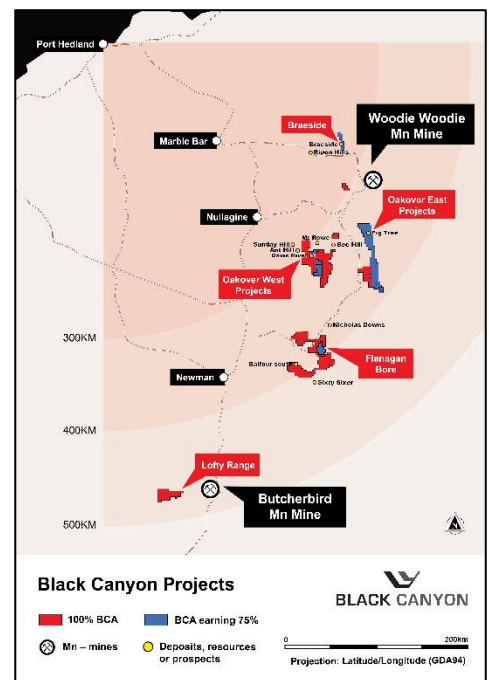 Port Hedland
Braeside
Woodie Woodie
Mn Mine
Marble Bar
Braeside
Ripon Hills
Oakover East
Projects
Nullagine
Fig Tree
Mt Rowe
Sunday Hill
Bee Hill
Ant Hill
Oakover West
Projects
Nicholas Downs
300KM
Flanagan
Bore
Balfour south
Newman
Sixty Sixer
400KM
Lofty Range
Butcherbird
Mn Mine
500KM
N
Black Canyon Projects
BLACK CANYON
100% BCA
BCA earning 75%
Mn – mines
Deposits, resources
or prospects
0
200km
Projection: Latitude/Longitude (GDA94)